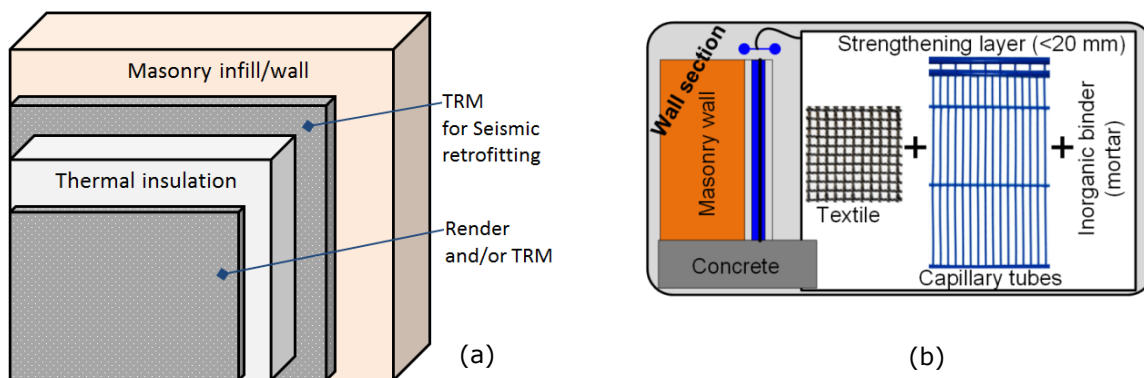 Masonry infill/wall
TRM
for Seismic
retrofitting
Thermal insulation
Render
and/or TRM
(a)
Wall section
Masonry wall
Concrete
Strengthening layer (<20 mm)
Textile
+
Capillary tubes
+
Inorganic binder
(mortar)
(b)